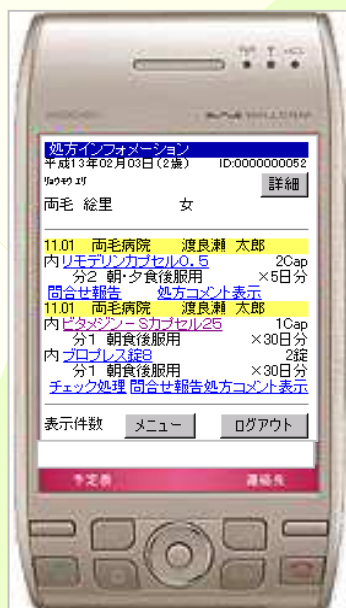 処方インフォメーション
平成13年02月03日(2歳) ID:0000000052
ﾘｮｳﾓｳ ｴﾘ 詳細
両毛 絵里 女
11.01 両毛病院 渡良瀬 太郎
内 リモデリンカプセル0.5 2Cap
分2 朝・夕食後服用 ×5日分
問合せ報告 処方コメント表示
11.01 両毛病院 渡良瀬 太郎
内 ビタメジン－Sカプセル25 1Cap
分1 朝食後服用 ×30日分
内 ブロプレス錠8 2錠
分1 朝食後服用 ×30日分
チェック処理 問合せ報告 処方コメント表示
表示件数 メニュー ログアウト
予定表 連絡先